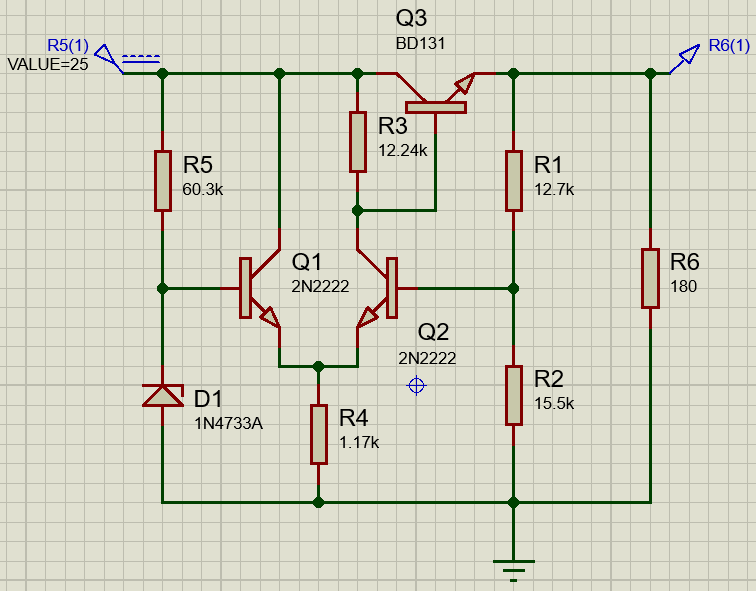 Q3
BD131
R5(1)
VALUE=25
R6(1)
R3
12.24k
R5
60.3k
R1
12.7k
Q1
2N2222
R6
180
Q2
2N2222
D1
1N4733A
R4
1.17k
R2
15.5k